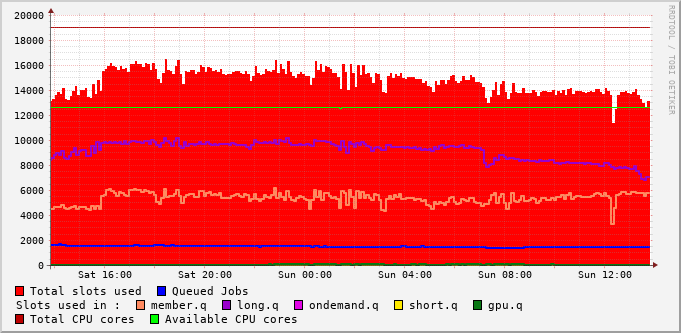 20000
18000
16000
14000
12000
10000
8000
6000
4000
2000
0
Sat 16:00 Sat 20:00 Sun 00:00 Sun 04:00 Sun 08:00 Sun 12:00
RRDTOOL / TOBI OETIKER
Total slots used Queued Jobs
Slots used in : member.q long.q ondemand.q short.q gpu.q
Total CPU cores Available CPU cores